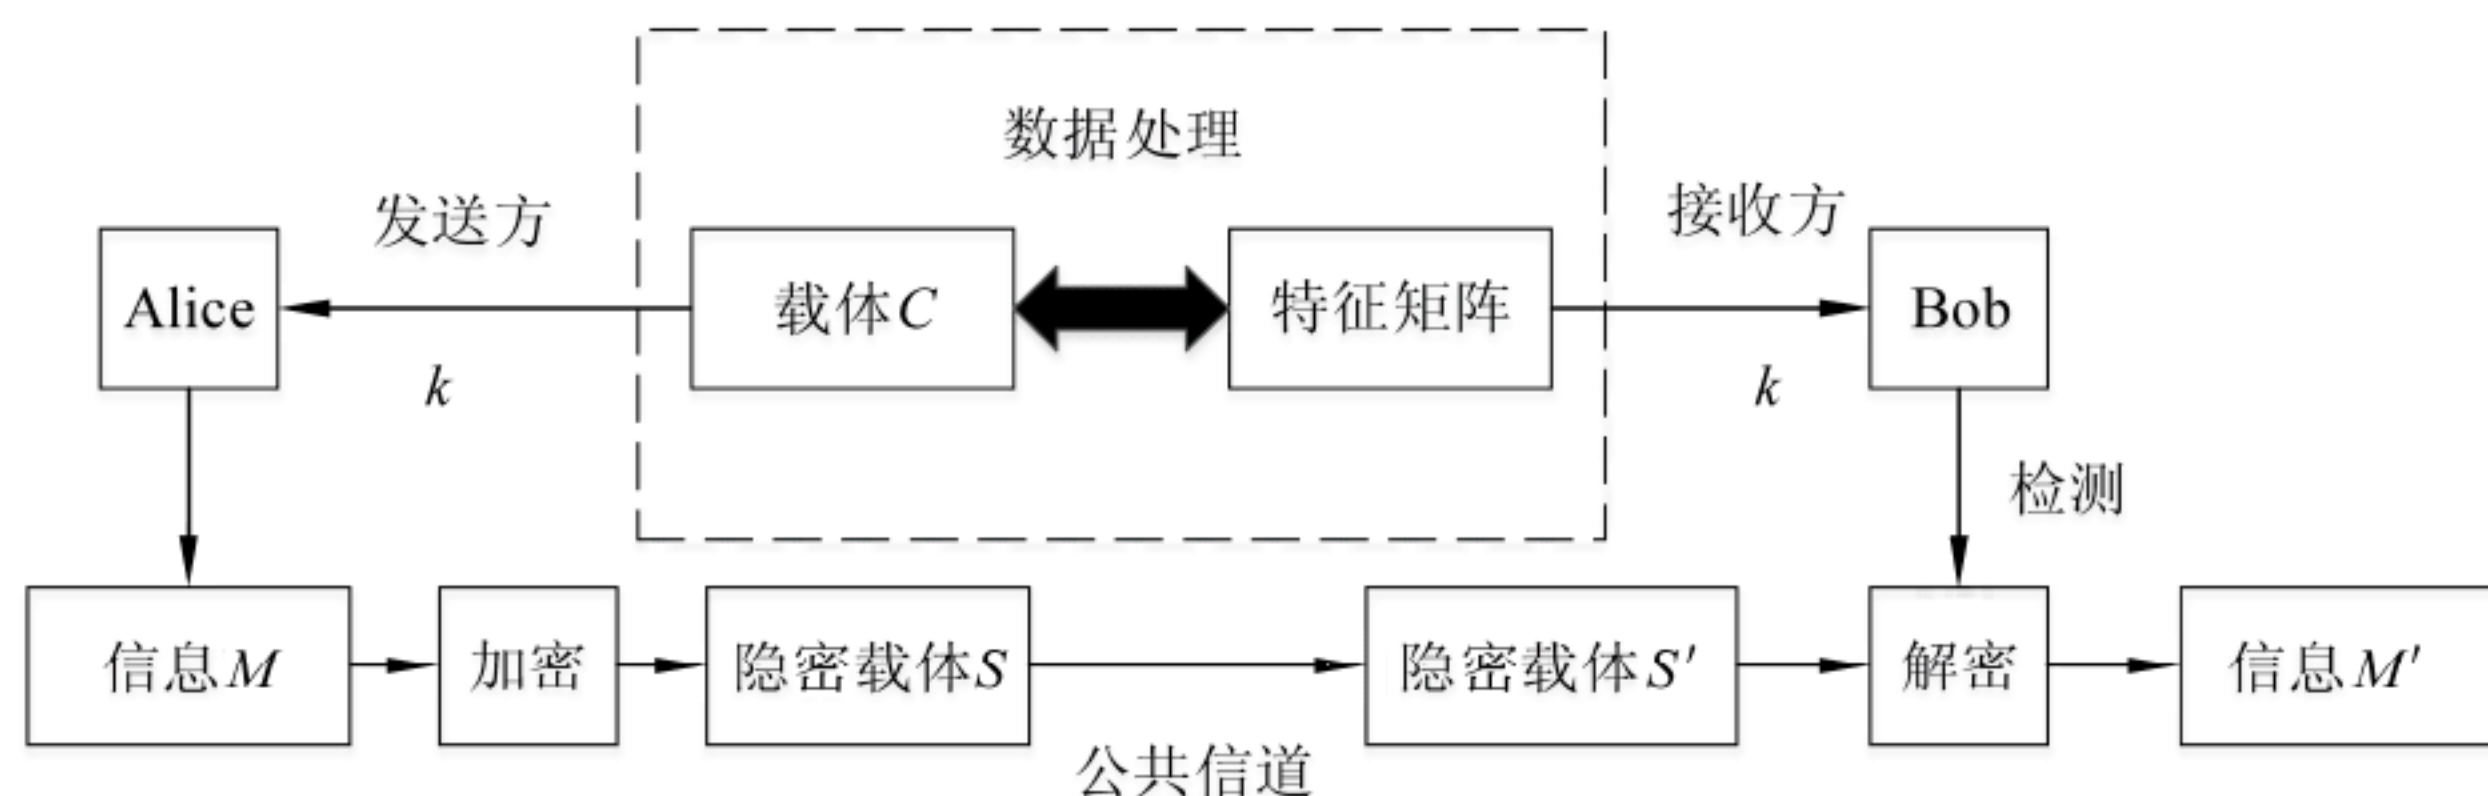 数据处理
发送方
接收方
Alice
载体C
特征矩阵
Bob
k
k
检测
信息M
加密
隐密载体S
隐密载体S′
解密
信息M′
公共信道